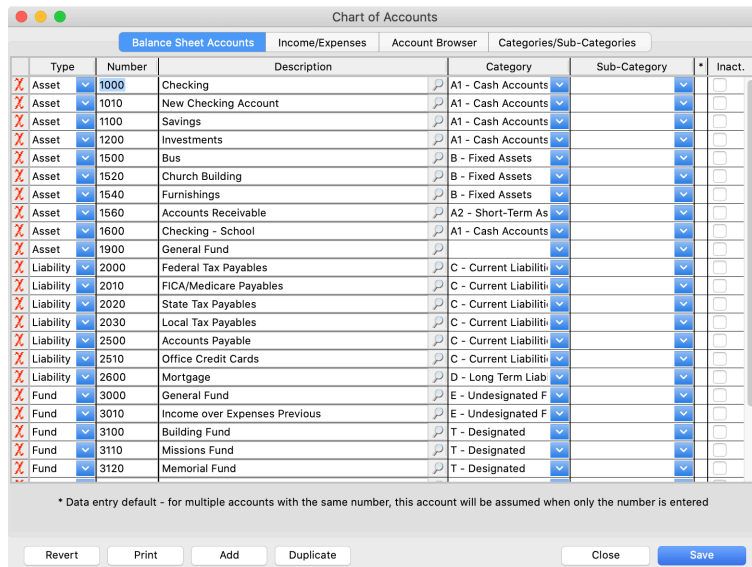 Chart of Accounts
Balance Sheet Accounts Income/Expenses Account Browser Categories/Sub-Categories
Type Number Description Category Sub-Category * Inact.
Asset 1000 Checking A1 - Cash Accounts
Asset 1010 New Checking Account A1 - Cash Accounts
Asset 1100 Savings A1 - Cash Accounts
Asset 1200 Investments A1 - Cash Accounts
Asset 1500 Bus B - Fixed Assets
Asset 1520 Church Building B - Fixed Assets
Asset 1540 Furnishings B - Fixed Assets
Asset 1560 Accounts Receivable A2 - Short-Term As
Asset 1600 Checking - School A1 - Cash Accounts
Asset 1900 General Fund
Liability 2000 Federal Tax Payables C - Current Liabiliti
Liability 2010 FICA/Medicare Payables C - Current Liabiliti
Liability 2020 State Tax Payables C - Current Liabiliti
Liability 2030 Local Tax Payables C - Current Liabiliti
Liability 2500 Accounts Payable C - Current Liabiliti
Liability 2510 Office Credit Cards C - Current Liabiliti
Liability 2600 Mortgage D - Long Term Liab
Fund 3000 General Fund E - Undesignated F
Fund 3010 Income over Expenses Previous E - Undesignated F
Fund 3100 Building Fund T - Designated
Fund 3110 Missions Fund T - Designated
Fund 3120 Memorial Fund T - Designated
* Data entry default - for multiple accounts with the same number, this account will be assumed when only the number is entered
Revert Print Add Duplicate Close Save